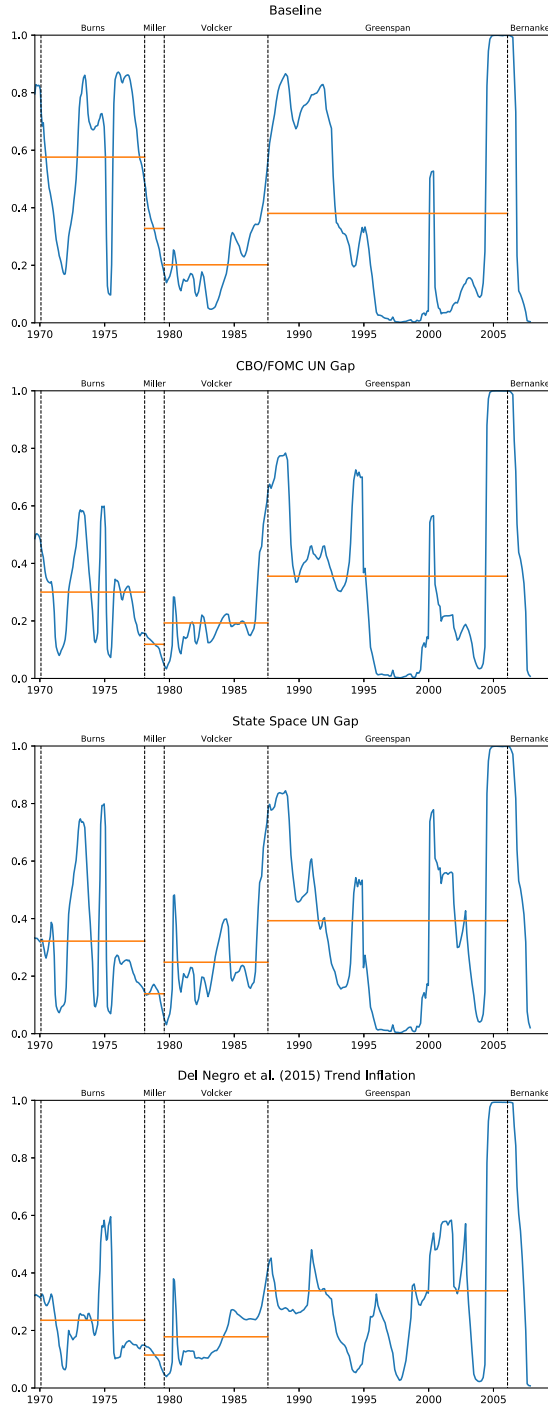 Baseline
Burns Miller Volcker Greenspan Bernanke
1.0
0.8
0.6
0.4
0.2
0.0
1970 1975 1980 1985 1990 1995 2000 2005
CBO/FOMC UN Gap
Burns Miller Volcker Greenspan Bernanke
1.0
0.8
0.6
0.4
0.2
0.0
1970 1975 1980 1985 1990 1995 2000 2005
State Space UN Gap
Burns Miller Volcker Greenspan Bernanke
1.0
0.8
0.6
0.4
0.2
0.0
1970 1975 1980 1985 1990 1995 2000 2005
Del Negro et al. (2015) Trend Inflation
Burns Miller Volcker Greenspan Bernanke
1.0
0.8
0.6
0.4
0.2
0.0
1970 1975 1980 1985 1990 1995 2000 2005